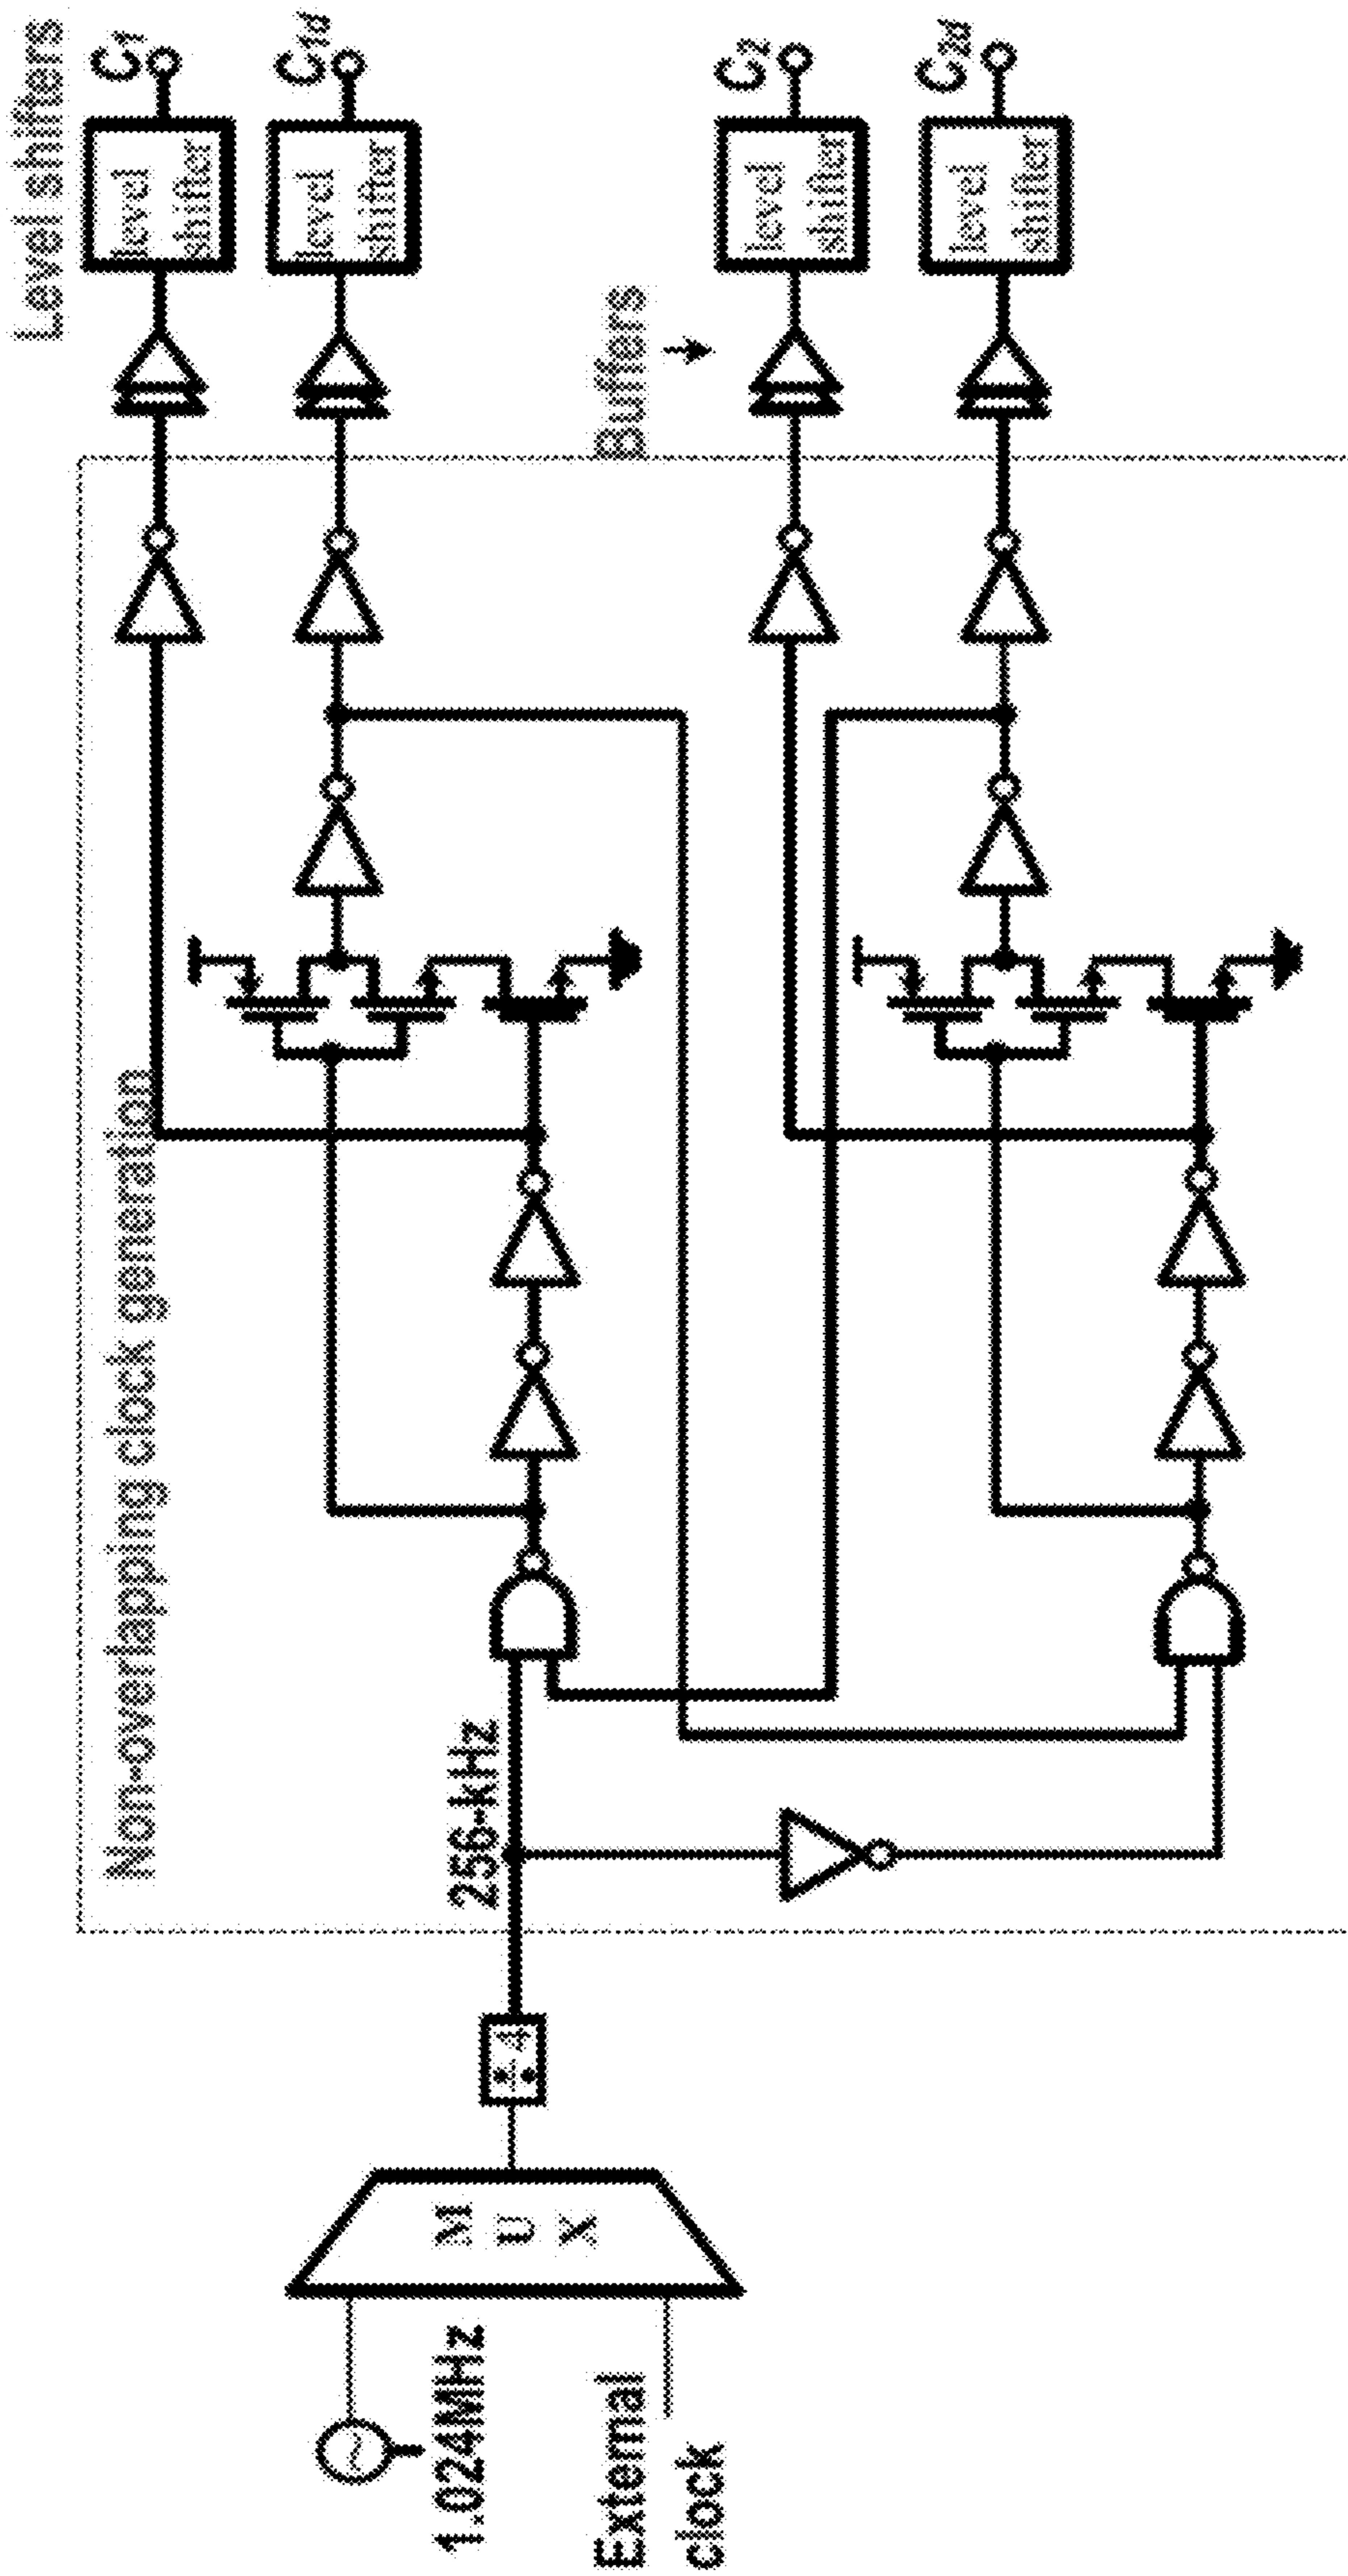 Level shifters
C1
level
shifter
C1d
level
shifter
Buffers
C2
level
shifter
C2d
level
shifter
Non-overlapping clock generation
256-kHz
÷4
M
U
X
1.024MHz
~
External
clock